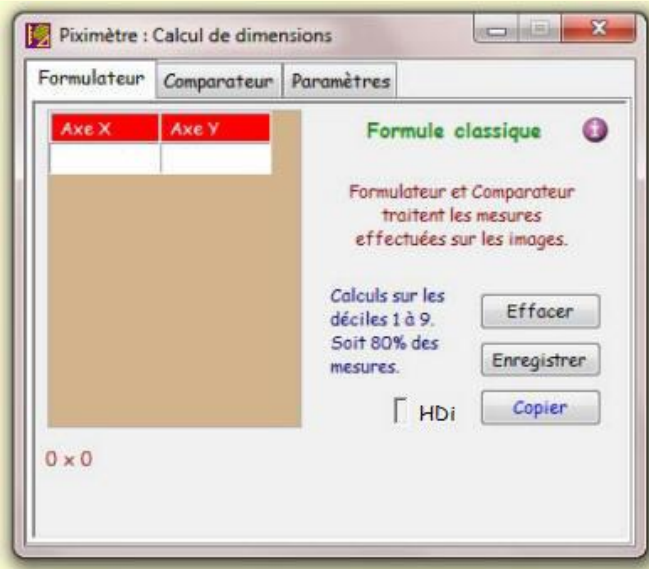 Piximètre : Calcul de dimensions
Formulateur Comparateur Paramètres
Axe X Axe Y
Formule classique
Formulateur et Comparateur
traitent les mesures
effectuées sur les images.
Calculs sur les
déciles 1 à 9.
Soit 80% des
mesures.
Effacer
Enregistrer
HDi
Copier
0 x 0